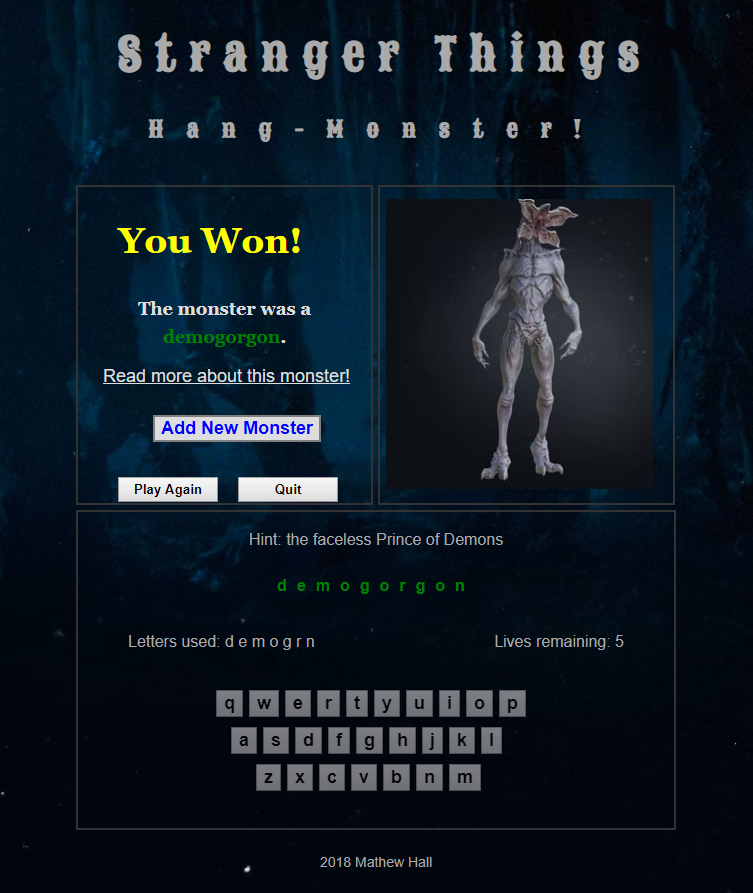 Stranger Things
Hang-Monster!
You Won!
The monster was a
demogorgon.
Read more about this monster!
Add New Monster
Play Again Quit
Hint: the faceless Prince of Demons
d e m o g o r g o n
Letters used: d e m o g r n Lives remaining: 5
q w e r t y u i o p
a s d f g h j k l
z x c v b n m
2018 Mathew Hall